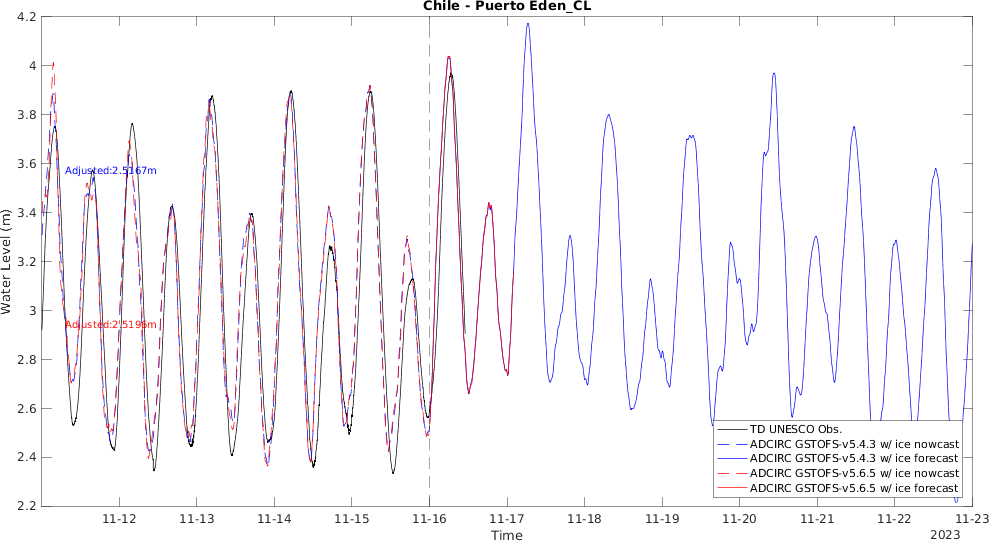 Chile - Puerto Eden_CL
4.2
4
3.8
3.6
3.4
3.2
3
2.8
2.6
2.4
2.2
Water Level (m)
Adjusted:2.5167m
Adjusted:2.5196m
TD UNESCO Obs.
ADCIRC GSTOFS-v5.4.3 w/ ice nowcast
ADCIRC GSTOFS-v5.4.3 w/ ice forecast
ADCIRC GSTOFS-v5.6.5 w/ ice nowcast
ADCIRC GSTOFS-v5.6.5 w/ ice forecast
11-12 11-13 11-14 11-15 11-16 11-17 11-18 11-19 11-20 11-21 11-22 11-23
Time
2023